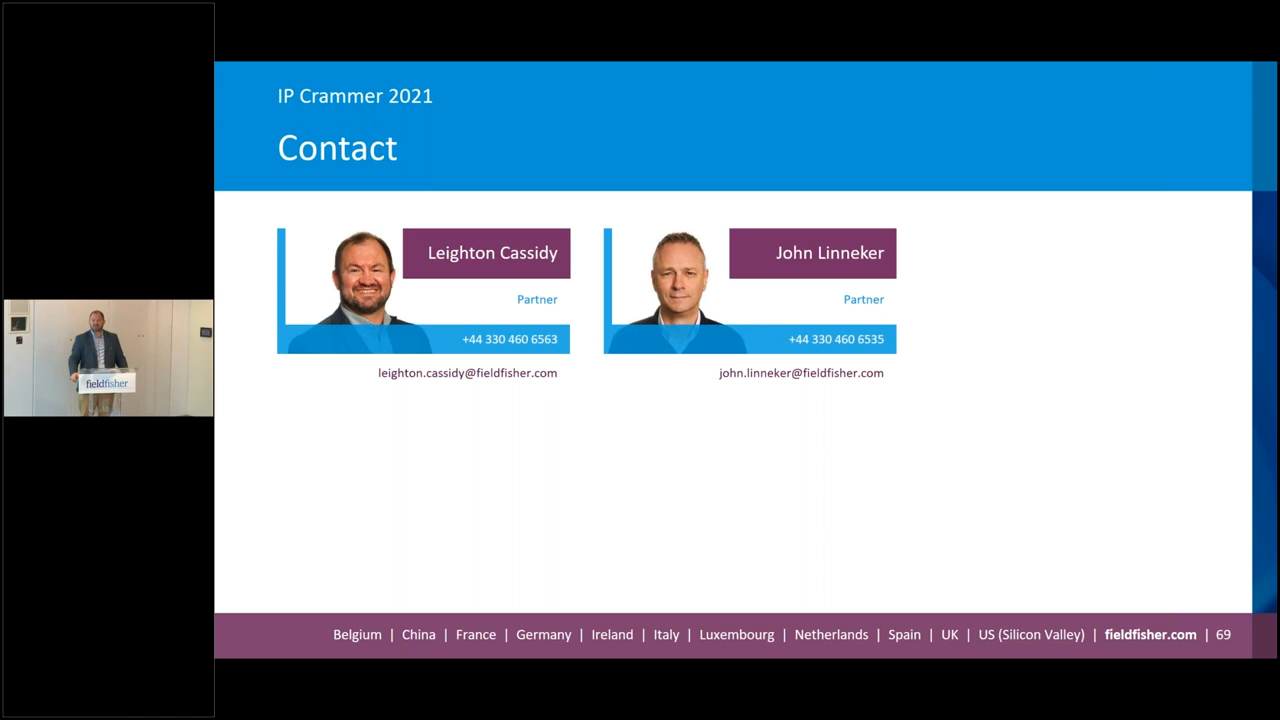 IP Crammer 2021
Contact
Leighton Cassidy
Partner
+44 330 460 6563
leighton.cassidy@fieldfisher.com
John Linneker
Partner
+44 330 460 6535
john.linneker@fieldfisher.com
fieldfisher
Belgium | China | France | Germany | Ireland | Italy | Luxembourg | Netherlands | Spain | UK | US (Silicon Valley) | fieldfisher.com | 69